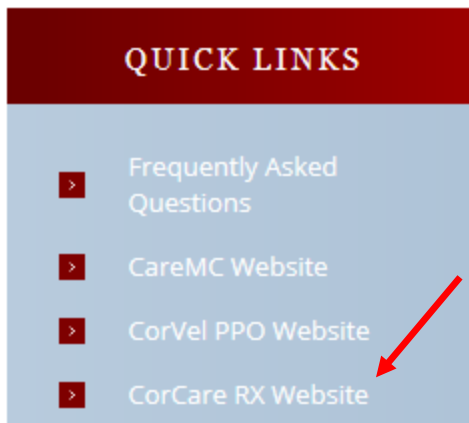 QUICK LINKS
Frequently Asked
Questions
CareMC Website
CorVel PPO Website
CorCare RX Website